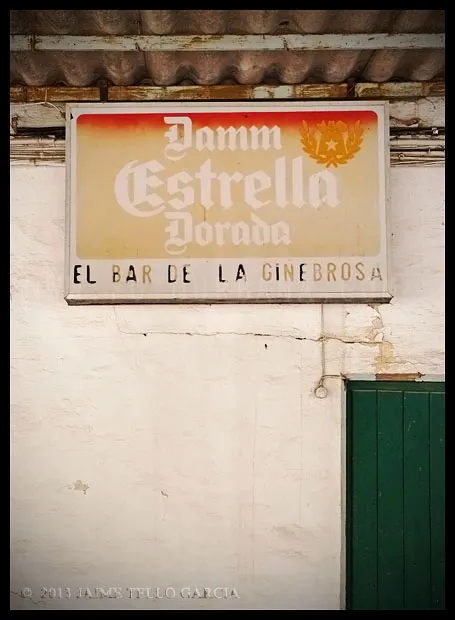 Damm
Estrella
Dorada
EL BAR DE LA GINEBROSA
© 2013 JAIME TELLO GARCIA